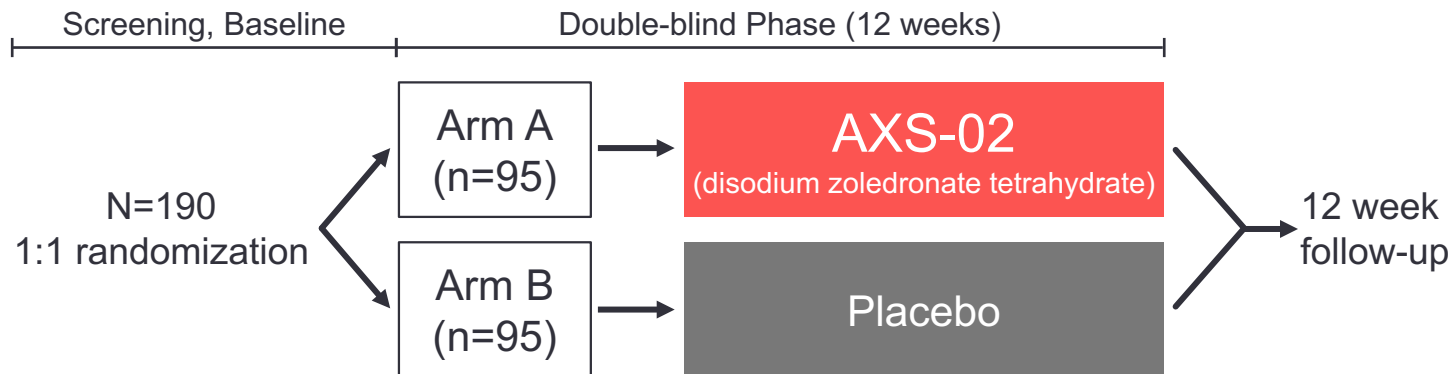 Screening, Baseline
Double-blind Phase (12 weeks)
N=190
1:1 randomization
Arm A
(n=95)
AXS-02
(disodium zoledronate tetrahydrate)
Arm B
(n=95)
Placebo
12 week
follow-up